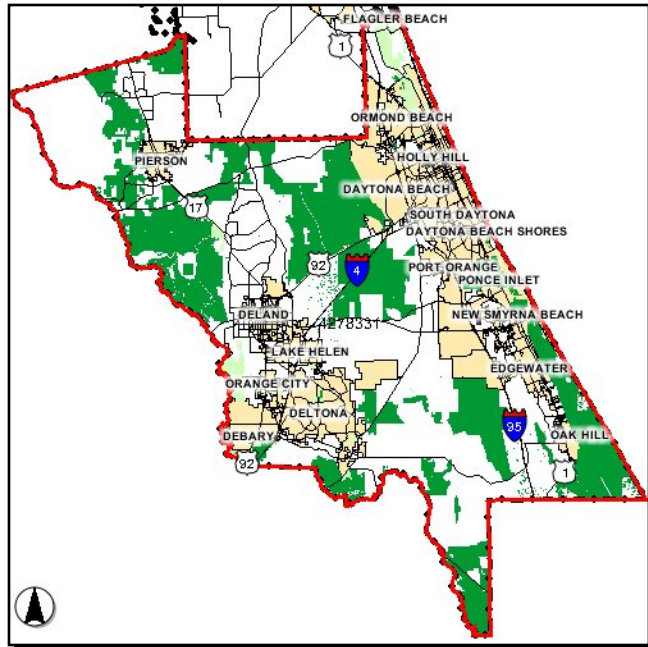 FLAGLER BEACH
1
ORMOND BEACH
HOLLY HILL
PIERSON
DAYTONA BEACH
17
SOUTH DAYTONA
DAYTONA BEACH SHORES
92
4
PORT ORANGE
PONCE INLET
DELAND
NEW SMYRNA BEACH
4278331
LAKE HELEN
EDGEWATER
ORANGE CITY
DELTONA
95
DEBARY
OAK HILL
92
1